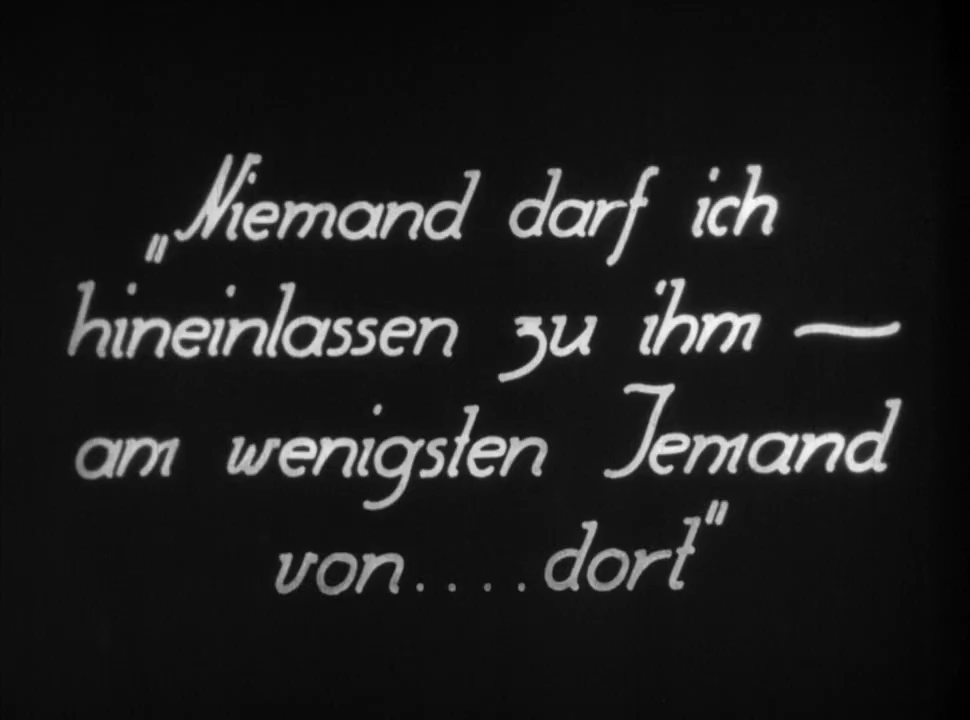 „Niemand darf ich
hineinlassen zu ihm —
am wenigsten Jemand
von....dort"